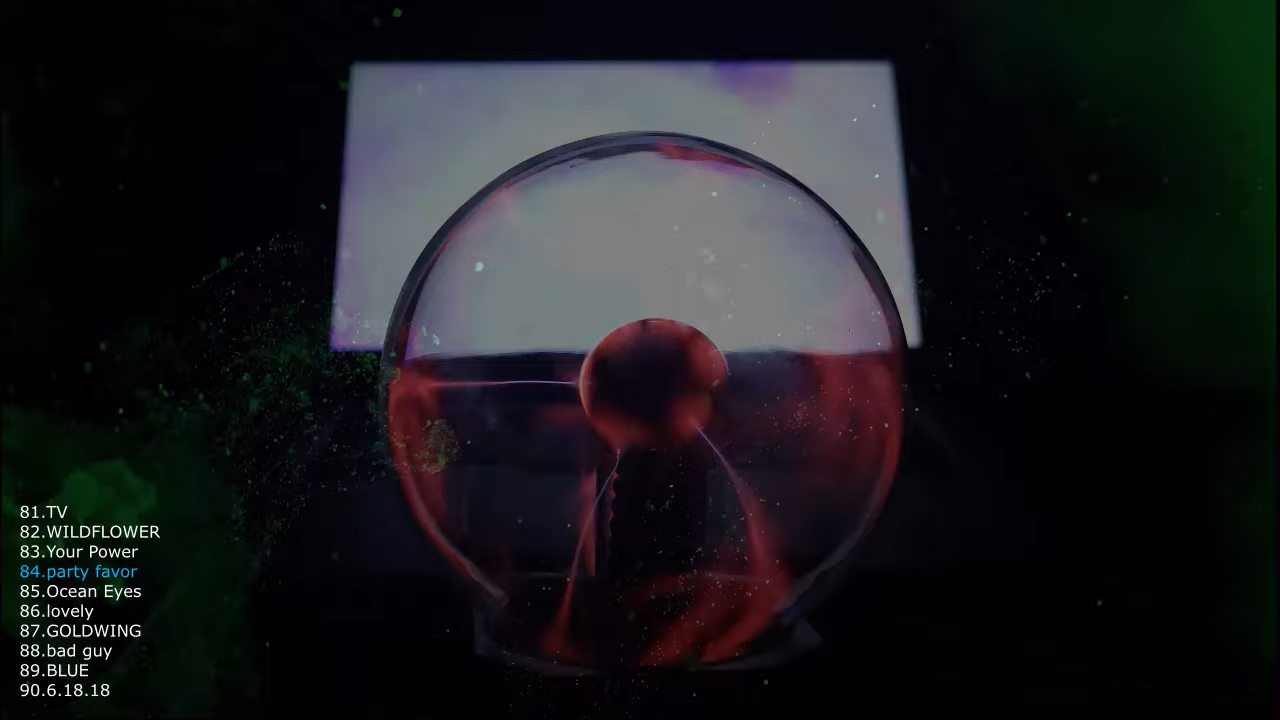 81.TV
82.WILDFLOWER
83.Your Power
84.party favor
85.Ocean Eyes
86.lovely
87.GOLDWING
88.bad guy
89.BLUE
90.6.18.18